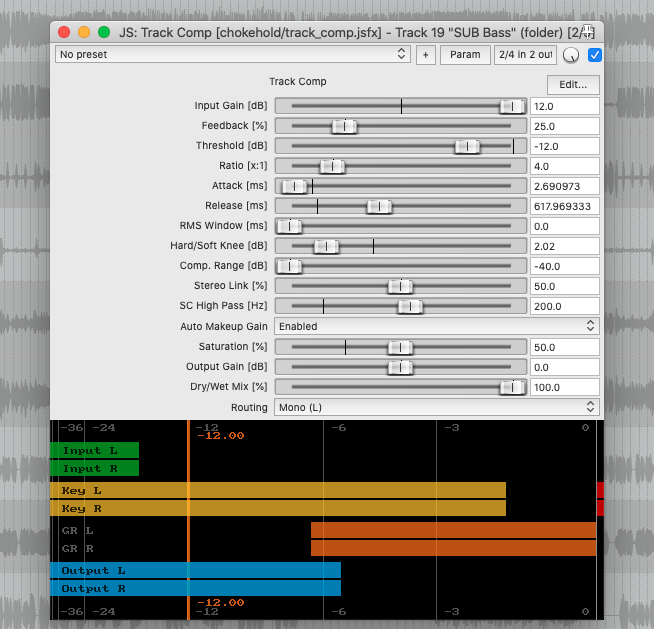 JS: Track Comp [chokehold/track_comp.jsfx] - Track 19 "SUB Bass" (folder) [2/4]
No preset + Param 2/4 in 2 out
Track Comp Edit...
Input Gain [dB] 12.0
Feedback [%] 25.0
Threshold [dB] -12.0
Ratio [x:1] 4.0
Attack [ms] 2.690973
Release [ms] 617.969333
RMS Window [ms] 0.0
Hard/Soft Knee [dB] 2.02
Comp. Range [dB] -40.0
Stereo Link [%] 50.0
SC High Pass [Hz] 200.0
Auto Makeup Gain Enabled
Saturation [%] 50.0
Output Gain [dB] 0.0
Dry/Wet Mix [%] 100.0
Routing Mono (L)
-36 -24 -12 -6 -3 0
-12.00
Input L
Input R
Key L
Key R
GR L
GR R
Output L
Output R
-12.00
-36 -24 -12 -6 -3 0